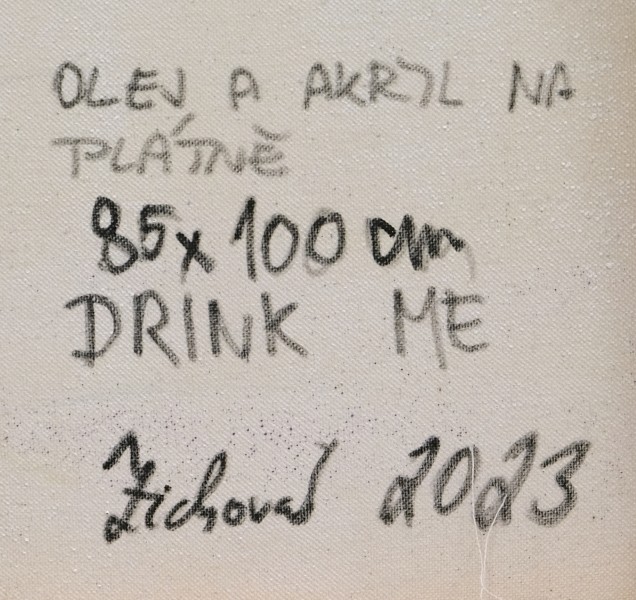 OLEJ A AKRYL NA
PLÁTNĚ
85x100 cm
DRINK ME
2023